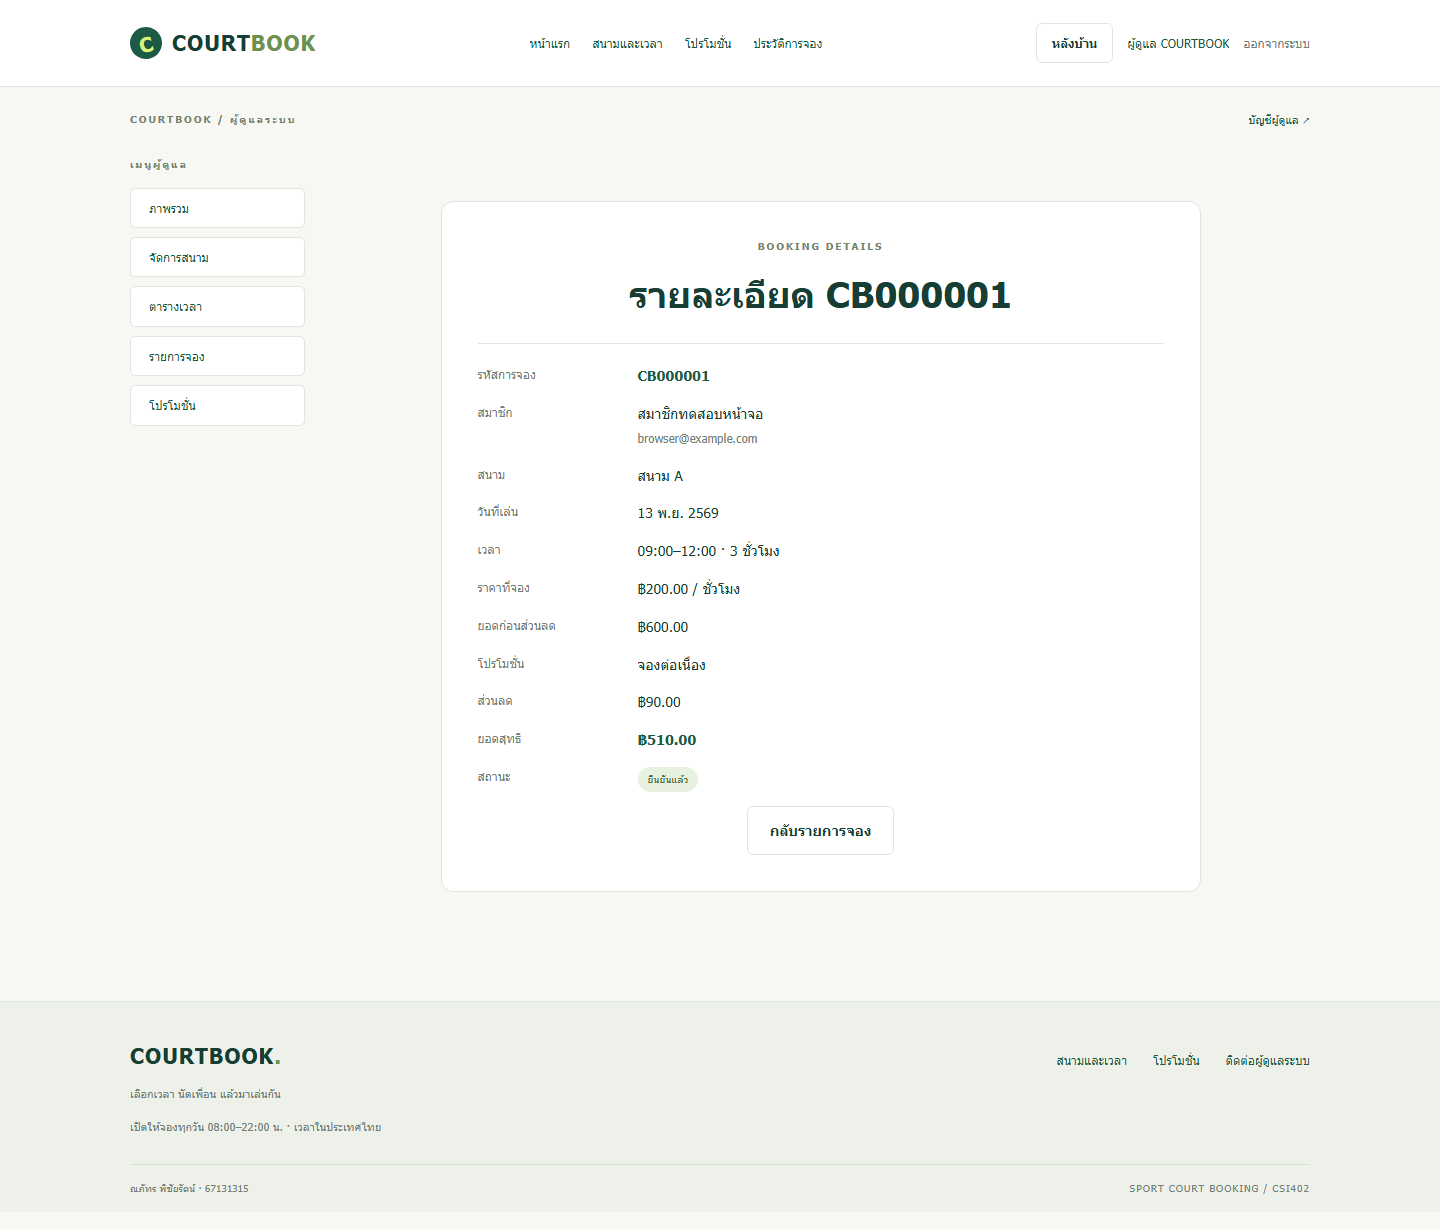 C COURTBOOK
หน้าแรก สนามและเวลา โปรโมชั่น ประวัติการจอง
หลังบ้าน ผู้ดูแล COURTBOOK ออกจากระบบ
COURTBOOK / ผู้ดูแลระบบ
บัญชีผู้ดูแล ↗
เมนูผู้ดูแล
ภาพรวม
จัดการสนาม
ตารางเวลา
รายการจอง
โปรโมชั่น
BOOKING DETAILS
รายละเอียด CB000001
รหัสการจอง CB000001
สมาชิก สมาชิกทดสอบหน้าจอ
browser@example.com
สนาม สนาม A
วันที่เล่น 13 พ.ย. 2569
เวลา 09:00–12:00 · 3 ชั่วโมง
ราคาที่จอง ฿200.00 / ชั่วโมง
ยอดก่อนส่วนลด ฿600.00
โปรโมชั่น จองต่อเนื่อง
ส่วนลด ฿90.00
ยอดสุทธิ ฿510.00
สถานะ ยืนยันแล้ว
กลับรายการจอง
COURTBOOK.
สนามและเวลา โปรโมชั่น ติดต่อผู้ดูแลระบบ
เลือกเวลา นัดเพื่อน แล้วมาเล่นกัน
เปิดให้จองทุกวัน 08:00–22:00 น. · เวลาในประเทศไทย
ณภัทร พิชัยรัตน์ · 67131315
SPORT COURT BOOKING / CSI402